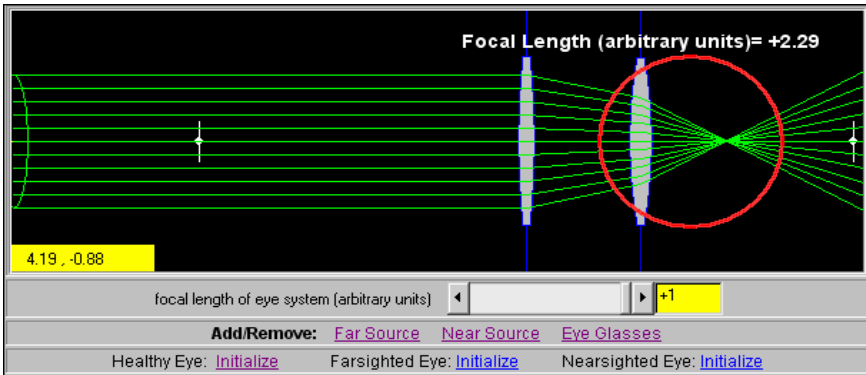 Focal Length (arbitrary units)= +2.29
4.19 , -0.88
focal length of eye system (arbitrary units) +1
Add/Remove: Far Source Near Source Eye Glasses
Healthy Eye: Initialize Farsighted Eye: Initialize Nearsighted Eye: Initialize